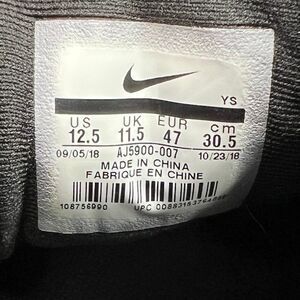 YS
US UK EUR cm
12.5 11.5 47 30.5
09/05/18 AJ5900-007 10/23/18
MADE IN CHINA
FABRIQUE EN CHINE
108756990 UPC